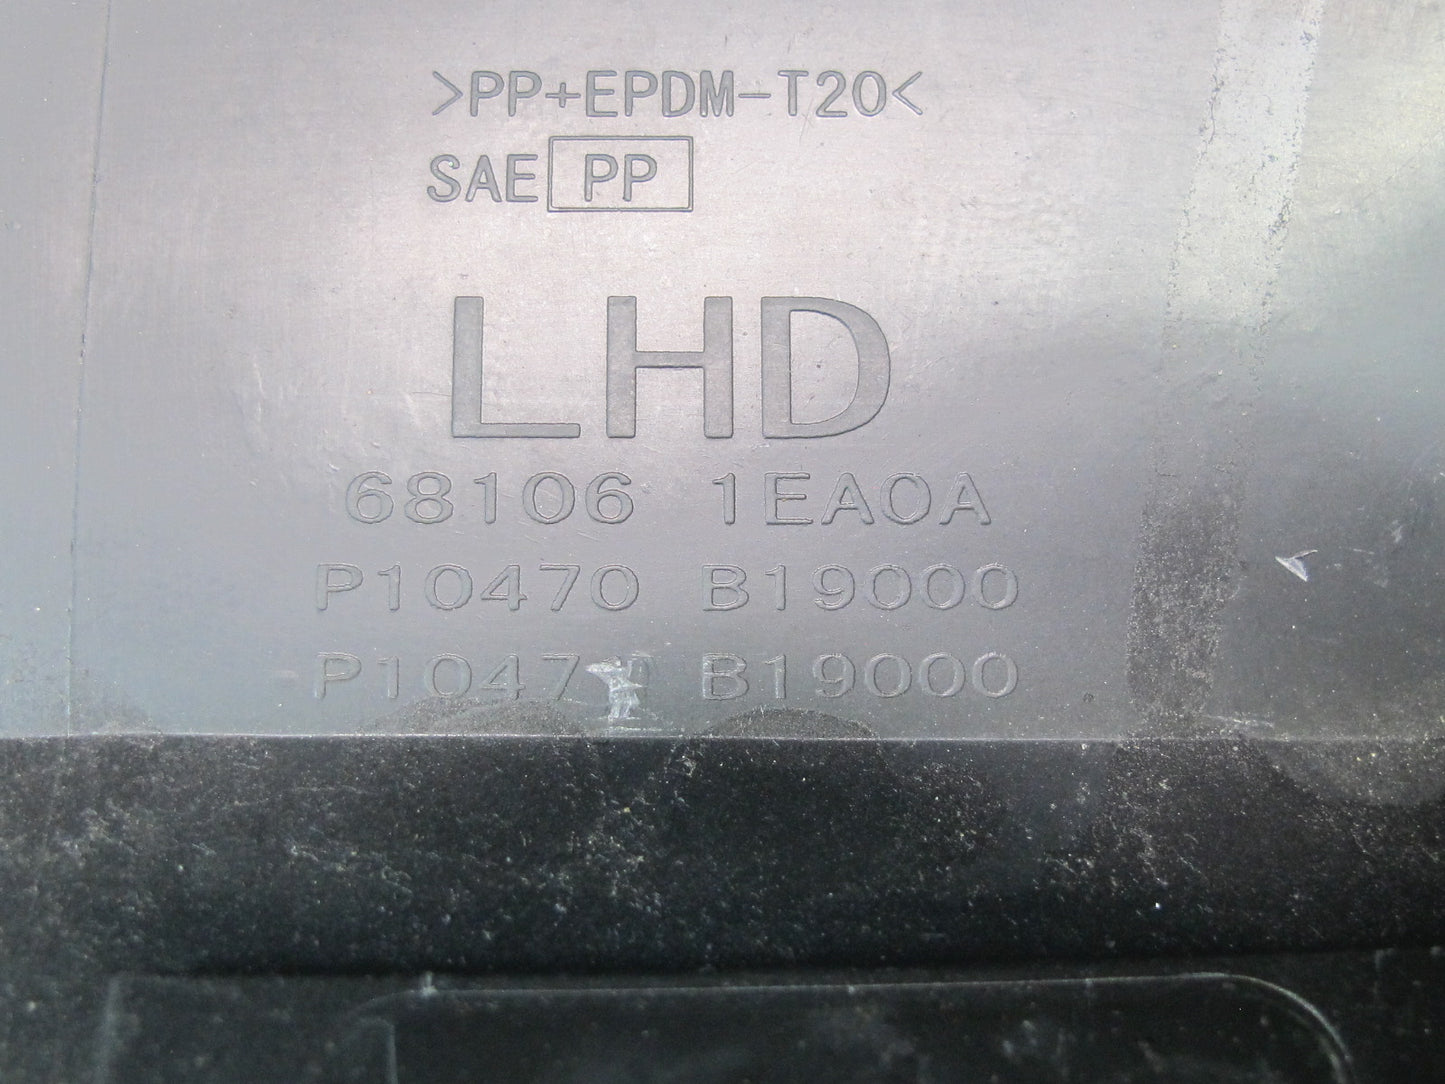 >PP+EPDM-T20<
SAE PP
LHD
68106 1EA0A
P10470 B19000
B19000